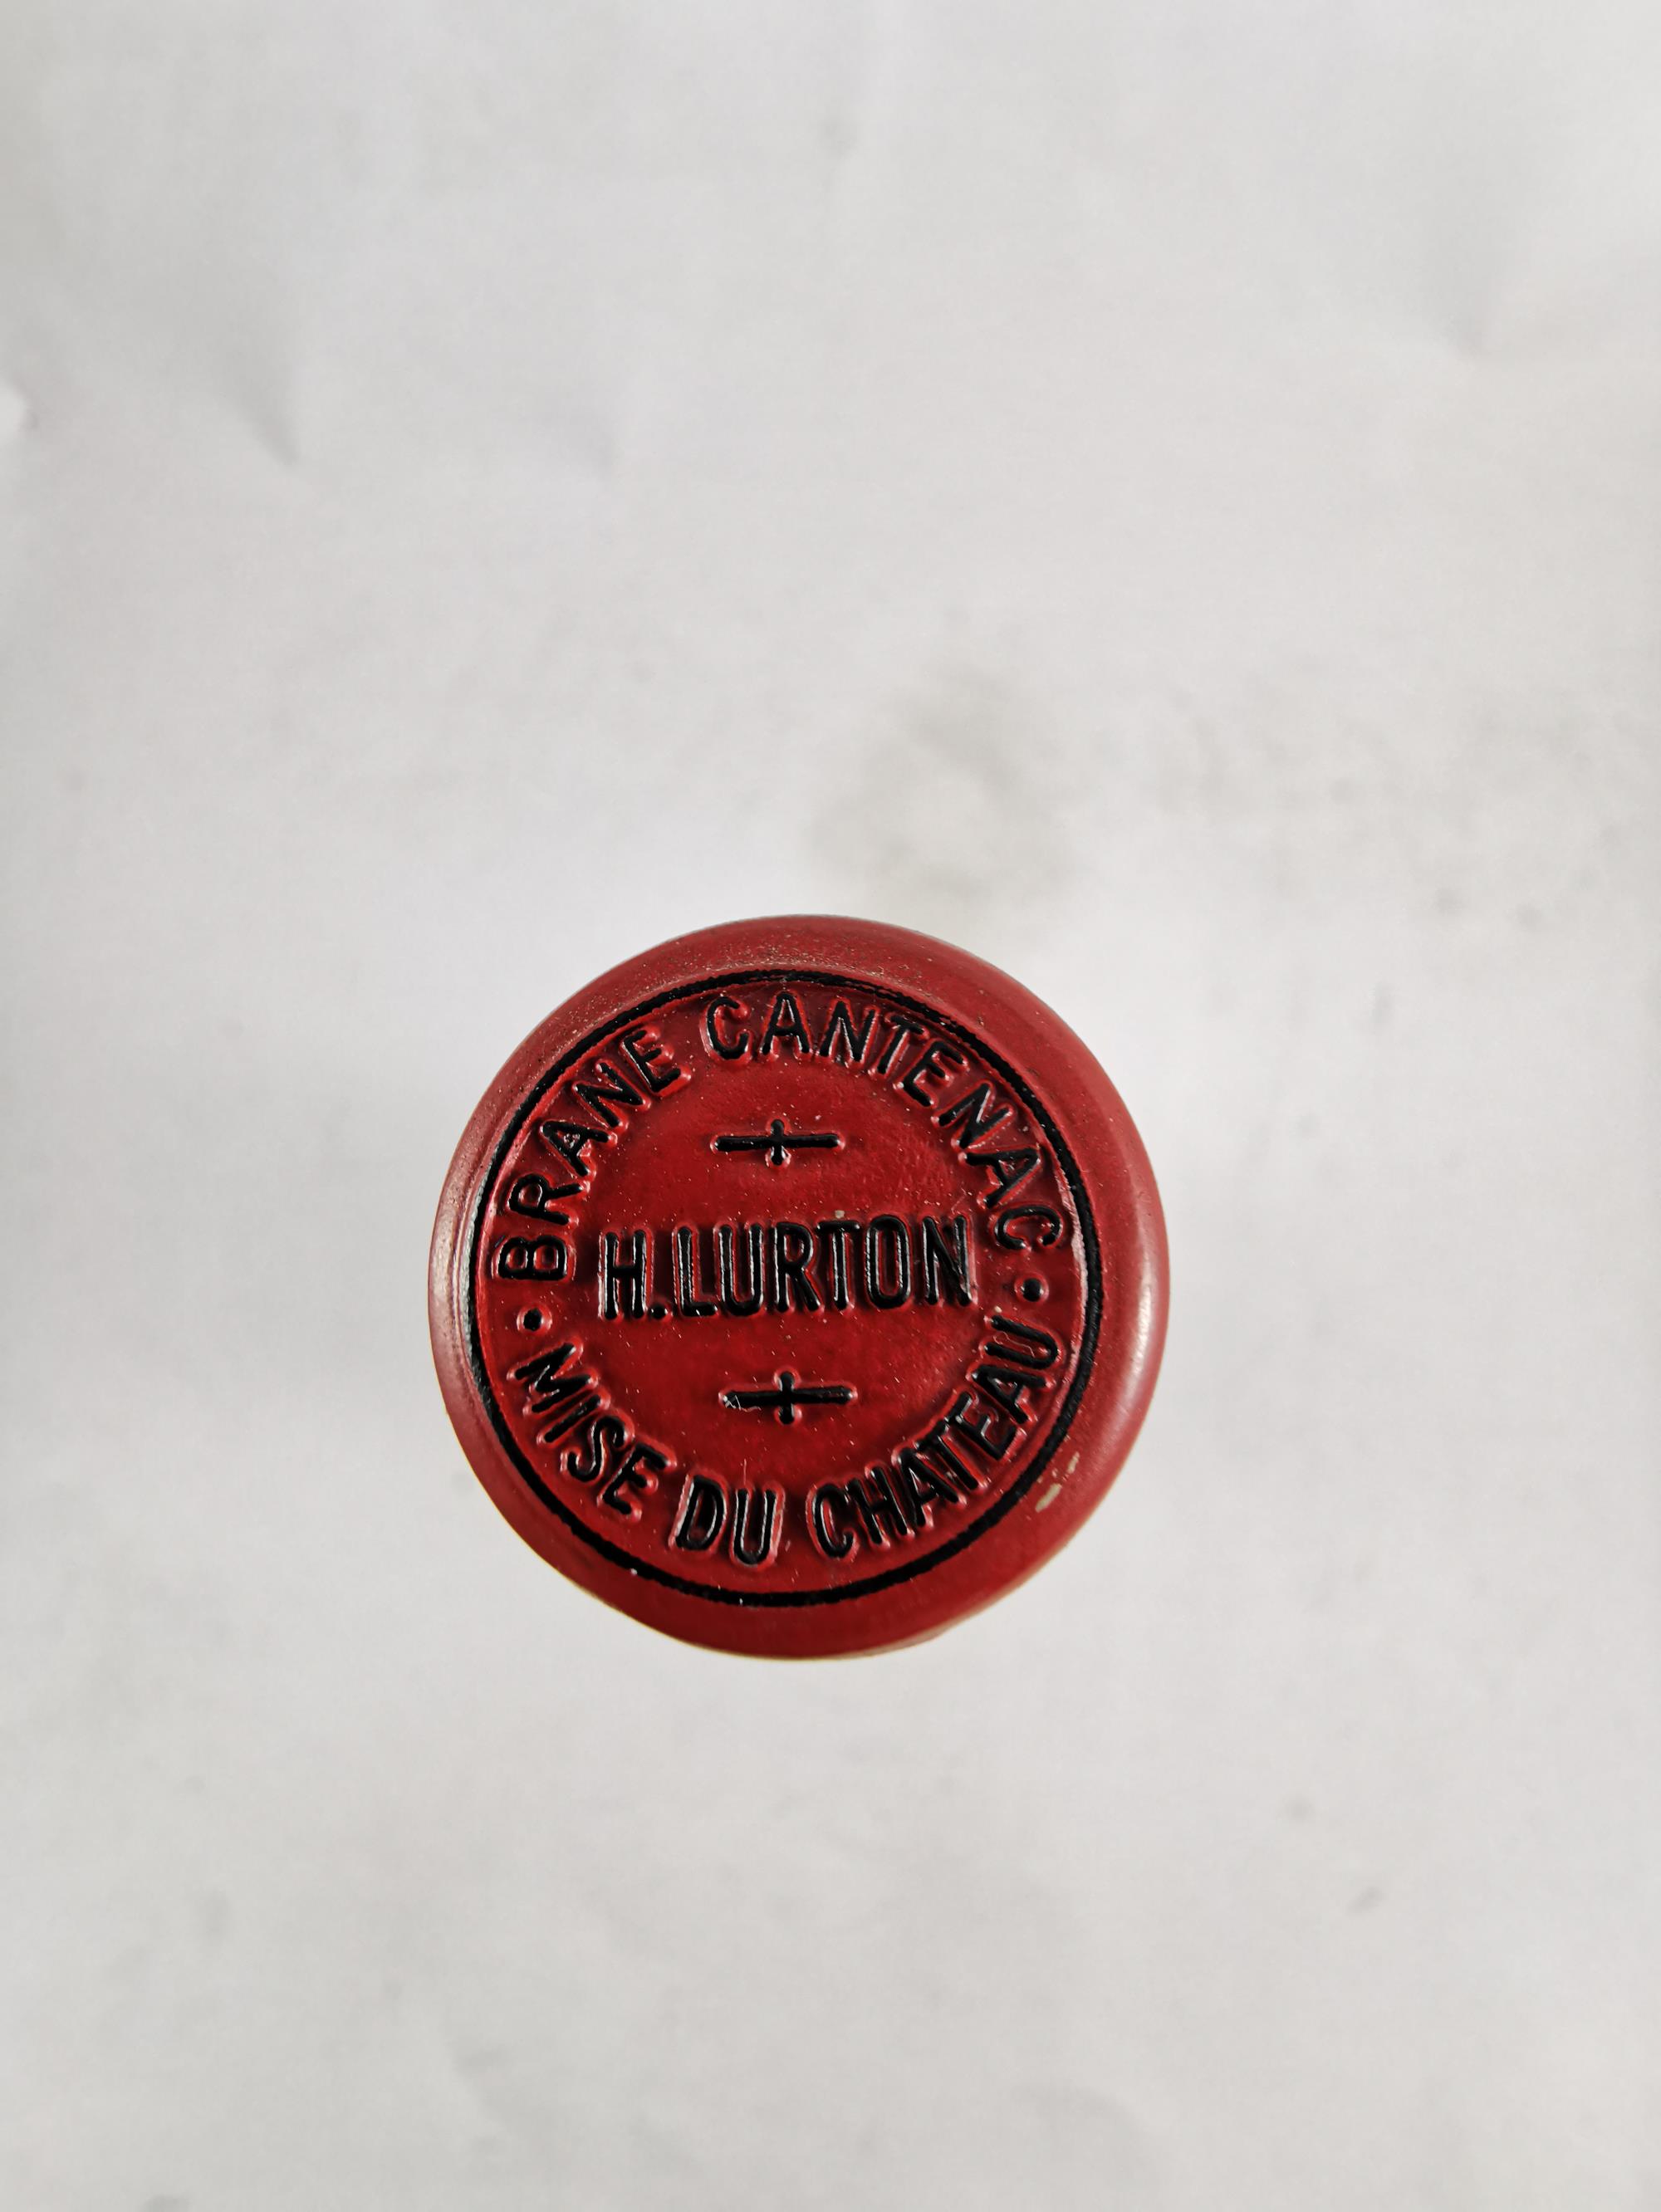 BRANE CANTENAC
H.LURTON
• MISE DU CHATEAU •